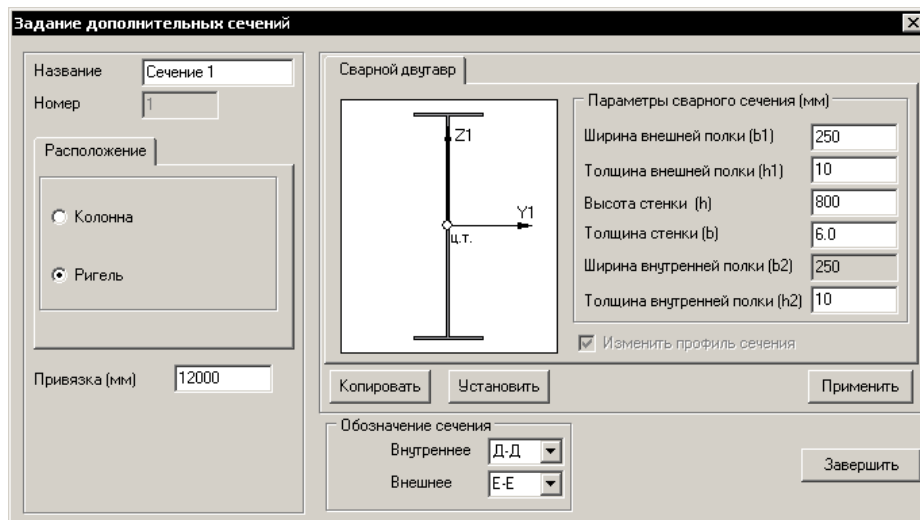 Задание дополнительных сечений
Название Сечение 1
Номер 1
Расположение
Колонна
Ригель
Привязка (мм) 12000
Сварной двутавр
Z1
Y1
ц.т.
Параметры сварного сечения (мм)
Ширина внешней полки (b1) 250
Толщина внешней полки (h1) 10
Высота стенки (h) 800
Толщина стенки (b) 6.0
Ширина внутренней полки (b2) 250
Толщина внутренней полки (h2) 10
Изменить профиль сечения
Копировать Установить Применить
Обозначение сечения
Внутреннее Д-Д
Внешнее Е-Е
Завершить